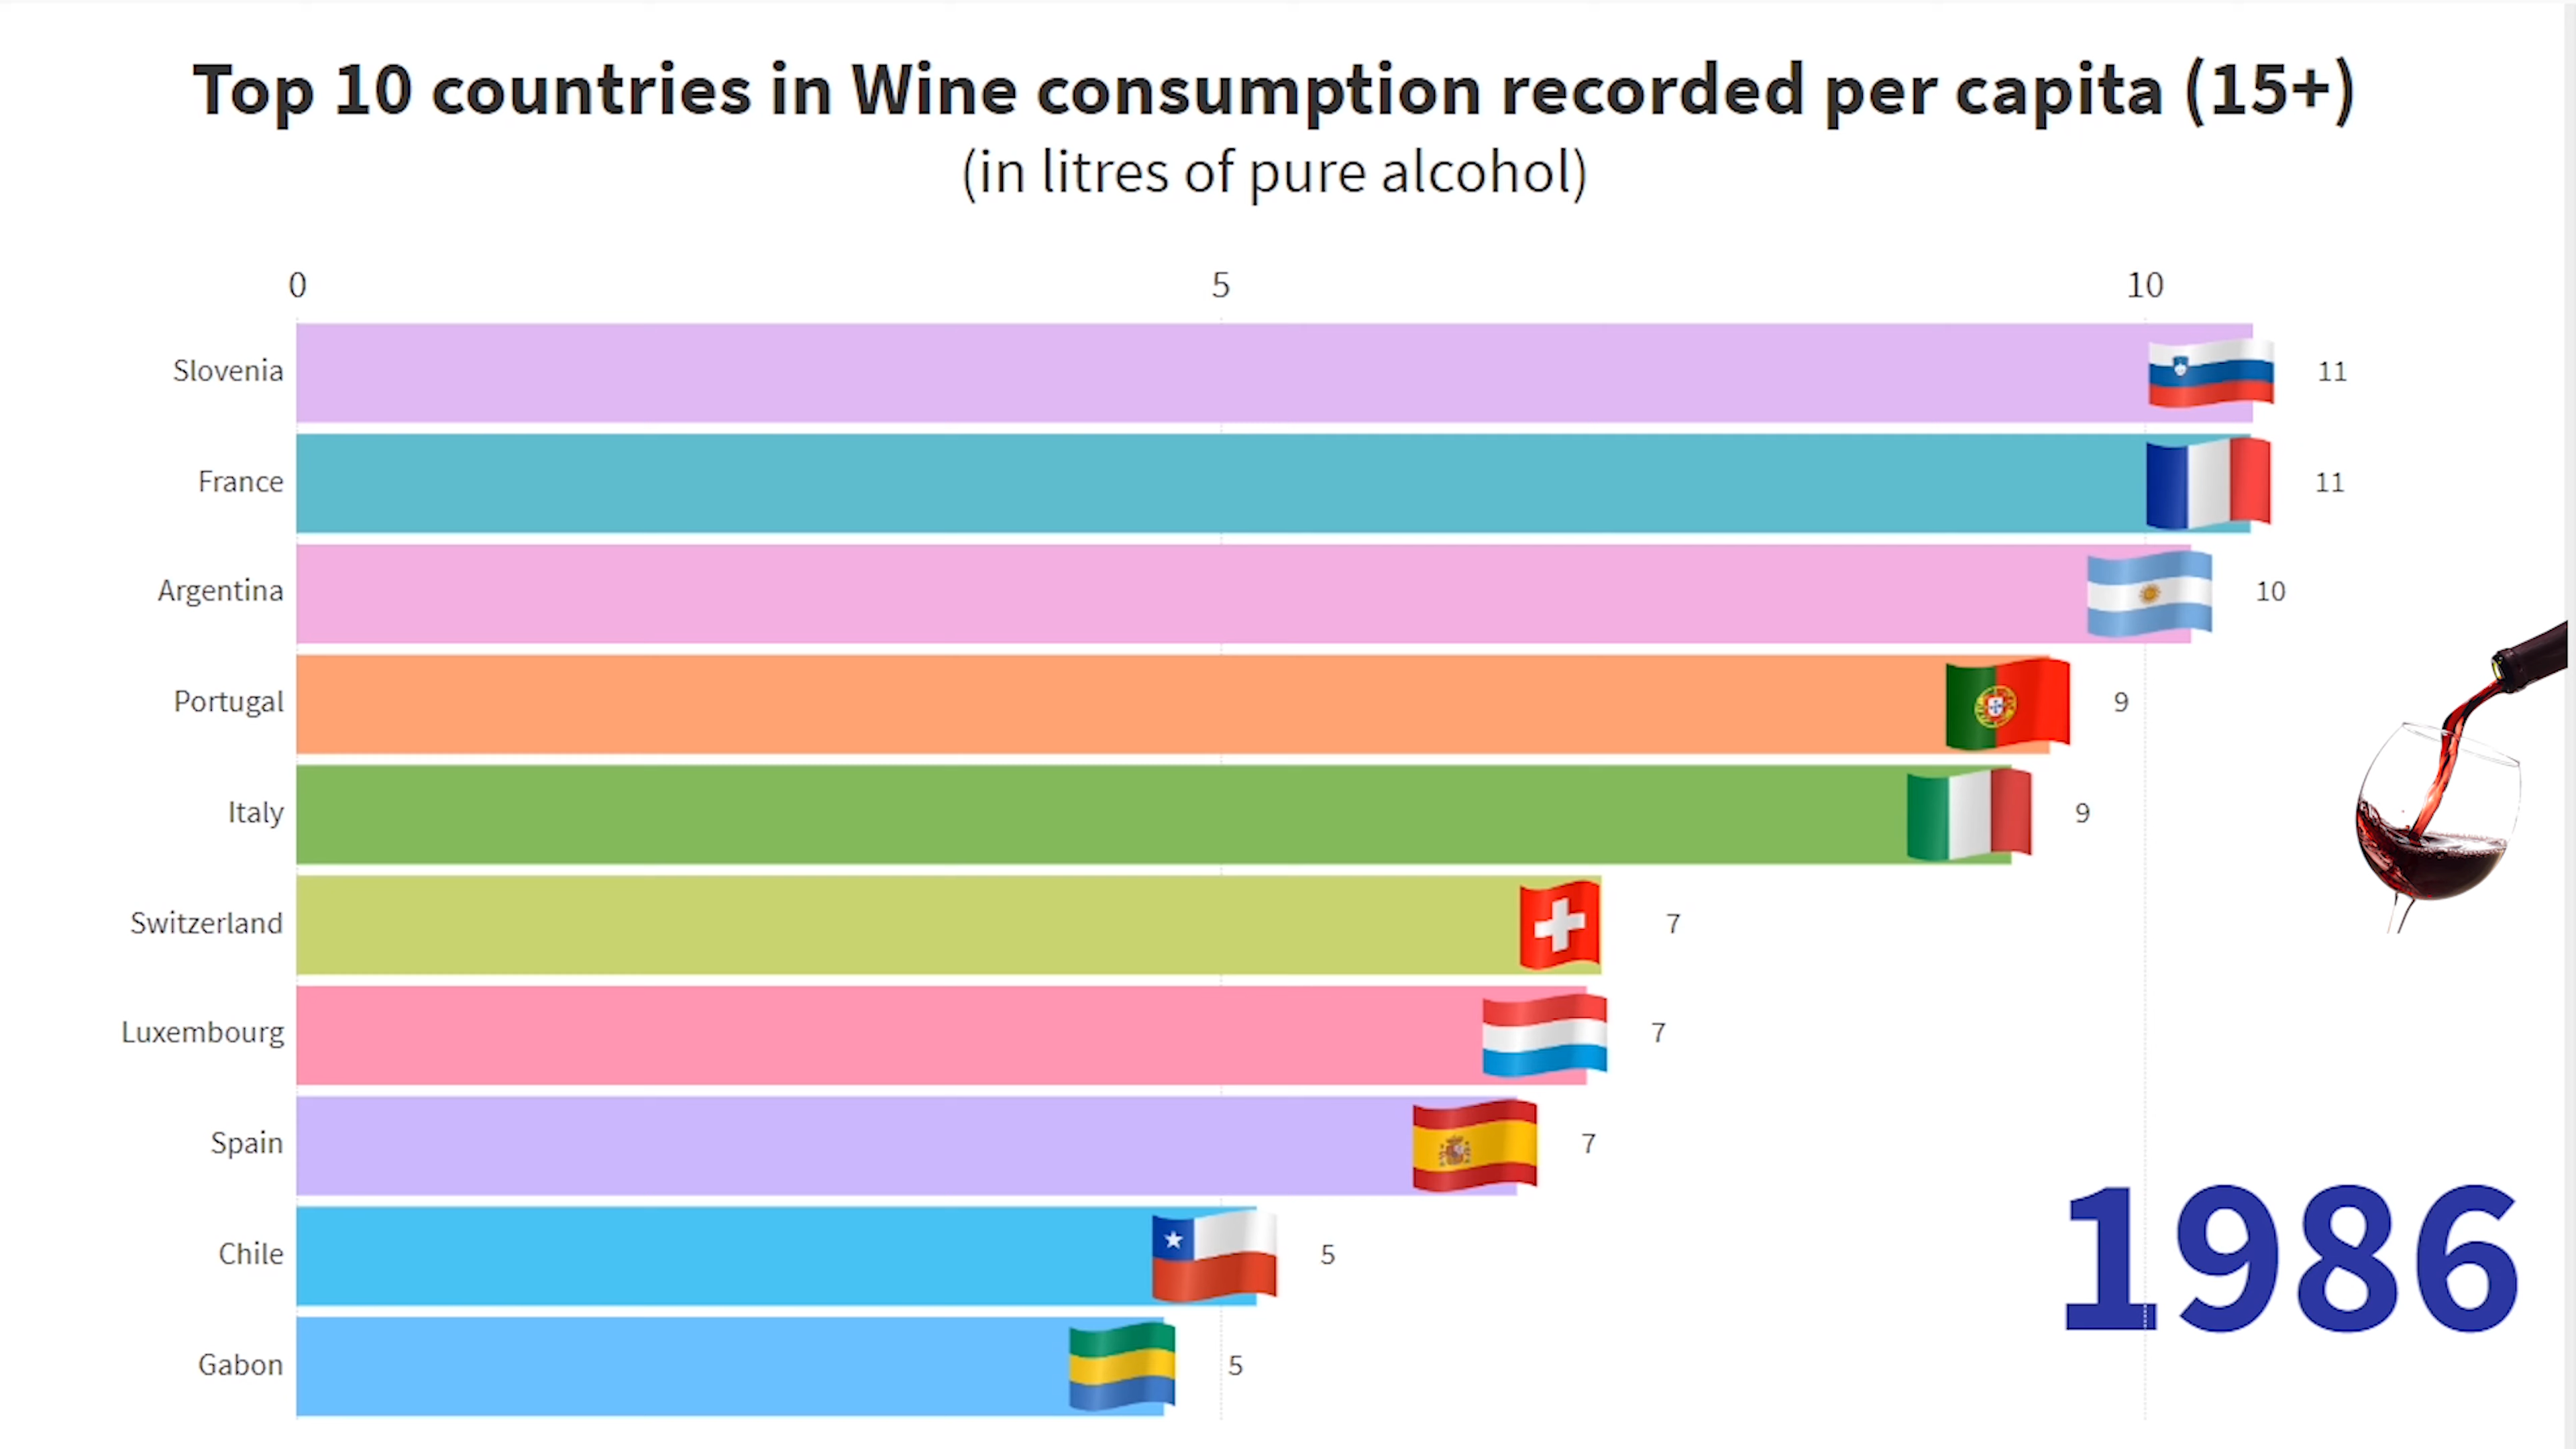 Top 10 countries in Wine consumption recorded per capita (15+)
(in litres of pure alcohol)
0 5 10
Slovenia 11
France 11
Argentina 10
Portugal 9
Italy 9
Switzerland 7
Luxembourg 7
Spain 7
Chile 5
Gabon 5
1986